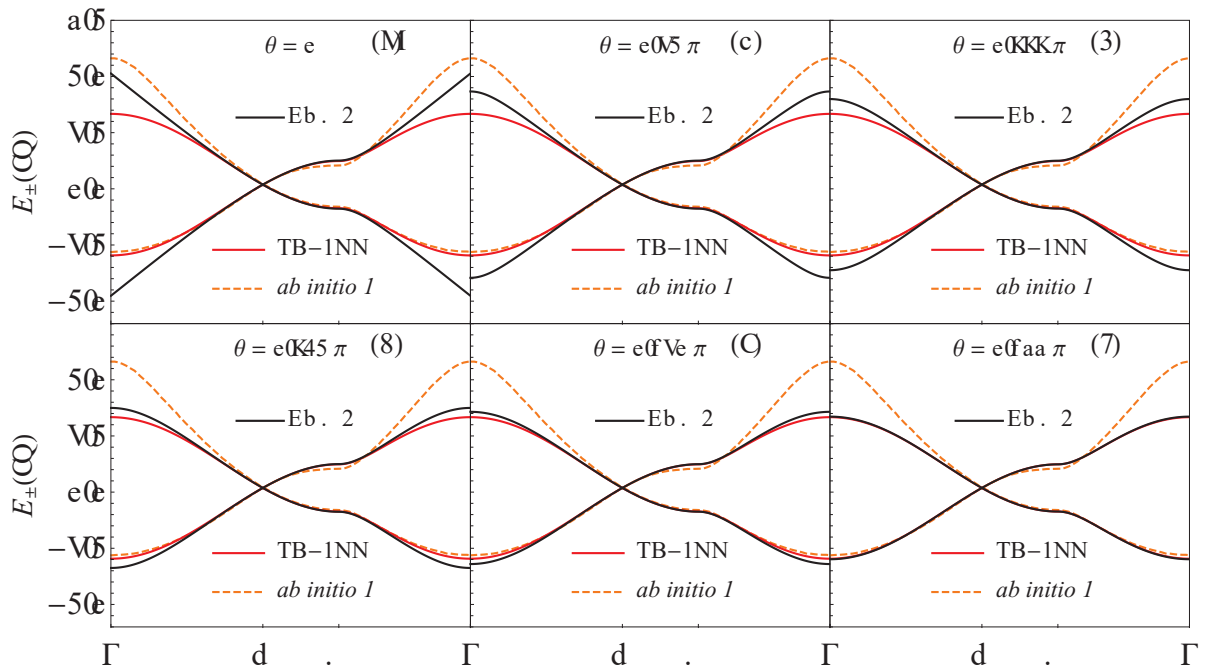 θ = e (M)
θ = e0V5 π (c)
θ = e0KKK π (3)
a05
50e
V05
e0e
−V05
−50e
E±(
Eb . 2
Eb . 2
Eb . 2
TB−1NN
TB−1NN
TB−1NN
ab initio 1
ab initio 1
ab initio 1
θ = e0K45 π (8)
θ = e0fVe π (C)
θ = e0faa π (7)
50e
V05
e0e
−V05
−50e
E±(
Eb . 2
Eb . 2
Eb . 2
TB−1NN
TB−1NN
TB−1NN
ab initio 1
ab initio 1
ab initio 1
Γ d . Γ d . Γ d . Γ